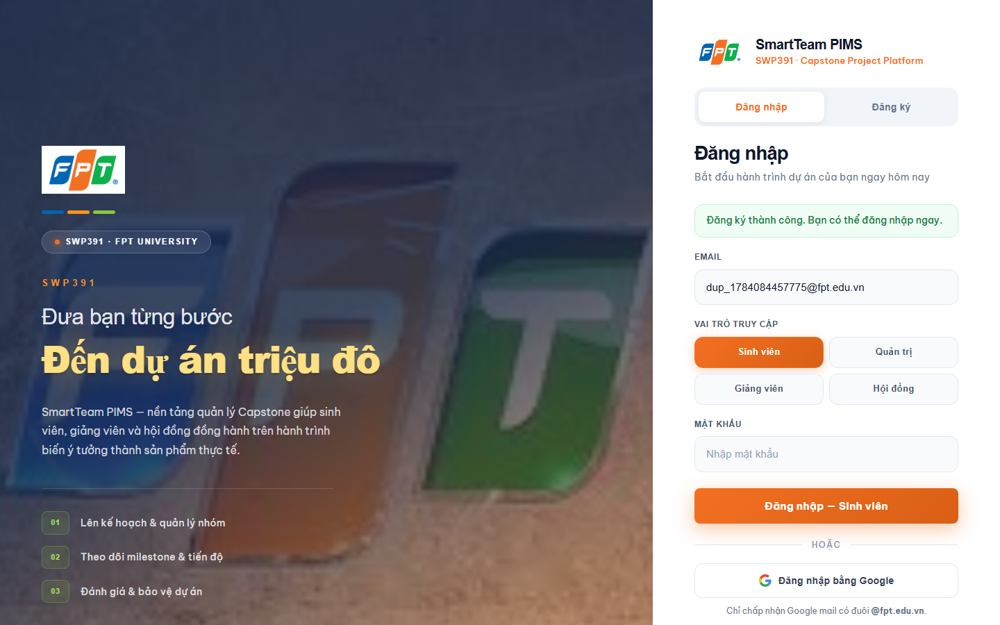 FPT
SWP391 · FPT UNIVERSITY
SWP391
Đưa bạn từng bước
Đến dự án triệu đô
SmartTeam PIMS — nền tảng quản lý Capstone giúp sinh
viên, giảng viên và hội đồng đồng hành trên hành trình
biến ý tưởng thành sản phẩm thực tế.
01 Lên kế hoạch & quản lý nhóm
02 Theo dõi milestone & tiến độ
03 Đánh giá & bảo vệ dự án
FPT
FPT
SmartTeam PIMS
SWP391 · Capstone Project Platform
Đăng nhập
Đăng ký
Đăng nhập
Bắt đầu hành trình dự án của bạn ngay hôm nay
Đăng ký thành công. Bạn có thể đăng nhập ngay.
EMAIL
dup_1784084457775@fpt.edu.vn
VAI TRÒ TRUY CẬP
Sinh viên
Quản trị
Giảng viên
Hội đồng
MẬT KHẨU
Nhập mật khẩu
Đăng nhập — Sinh viên
HOẶC
Đăng nhập bằng Google
Chỉ chấp nhận Google mail có đuôi @fpt.edu.vn.